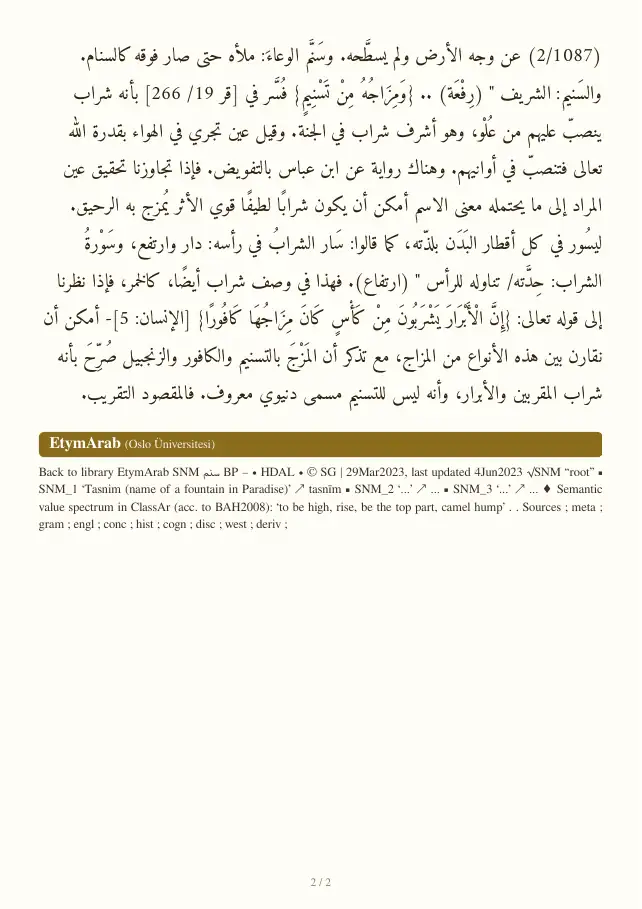 (2/1087) عن وجه الأرض ولم يسطَّحه. وسَنَّم الوعاءَ: ملأه حتى صار فوقه كالسنام.
والسَنيم: الشريف " (رِفْعَة) .. {وَمِزَاجُهُ مِنْ تَسْنِيمٍ} فُسَّر في [قر 19/ 266] بأنه شراب
ينصبّ عليهم من عُلْو، وهو أشرف شراب في الجنة. وقيل عين تجري في الهواء بقدرة الله
تعالى فتنصبّ في أوانيهم. وهناك رواية عن ابن عباس بالتفويض. فإذا تجاوزنا تحقيق عين
المراد إلى ما يحتمله معنى الاسم أمكن أن يكون شرابًا لطيفًا قوي الأثر يُمزج به الرحيق.
ليسُور في كل أقطار البَدَن بلذّته، كما قالوا: سَار الشرابُ في رأسه: دار وارتفع، وسَوْرةُ
الشراب: حِدَّته/ تناوله للرأس " (ارتفاع). فهذا في وصف شراب أيضًا، كالخمر، فإذا نظرنا
إلى قوله تعالى: {إِنَّ الْأَبْرَارَ يَشْرَبُونَ مِنْ كَأْسٍ كَانَ مِزَاجُهَا كَافُورًا} [الإنسان: 5]- أمكن أن
نقارن بين هذه الأنواع من المزاج، مع تذكر أن المَزْجَ بالتسنيم والكافور والزنجبيل صُرِّحَ بأنه
شراب المقربين والأبرار، وأنه ليس للتسنيم مسمى دنيوي معروف. فالمقصود التقريب.
EtymArab (Oslo Üniversitesi)
Back to library EtymArab SNM سنم BP – • HDAL • © SG | 29Mar2023, last updated 4Jun2023 √SNM “root” ▪
SNM_1 ‘Tasnim (name of a fountain in Paradise)’ ↗ tasnīm ▪ SNM_2 ‘...’ ↗ ... ▪ SNM_3 ‘...’ ↗ ... ♦ Semantic
value spectrum in ClassAr (acc. to BAH2008): ‘to be high, rise, be the top part, camel hump’ . . Sources ; meta ;
gram ; engl ; conc ; hist ; cogn ; disc ; west ; deriv ;
2 / 2